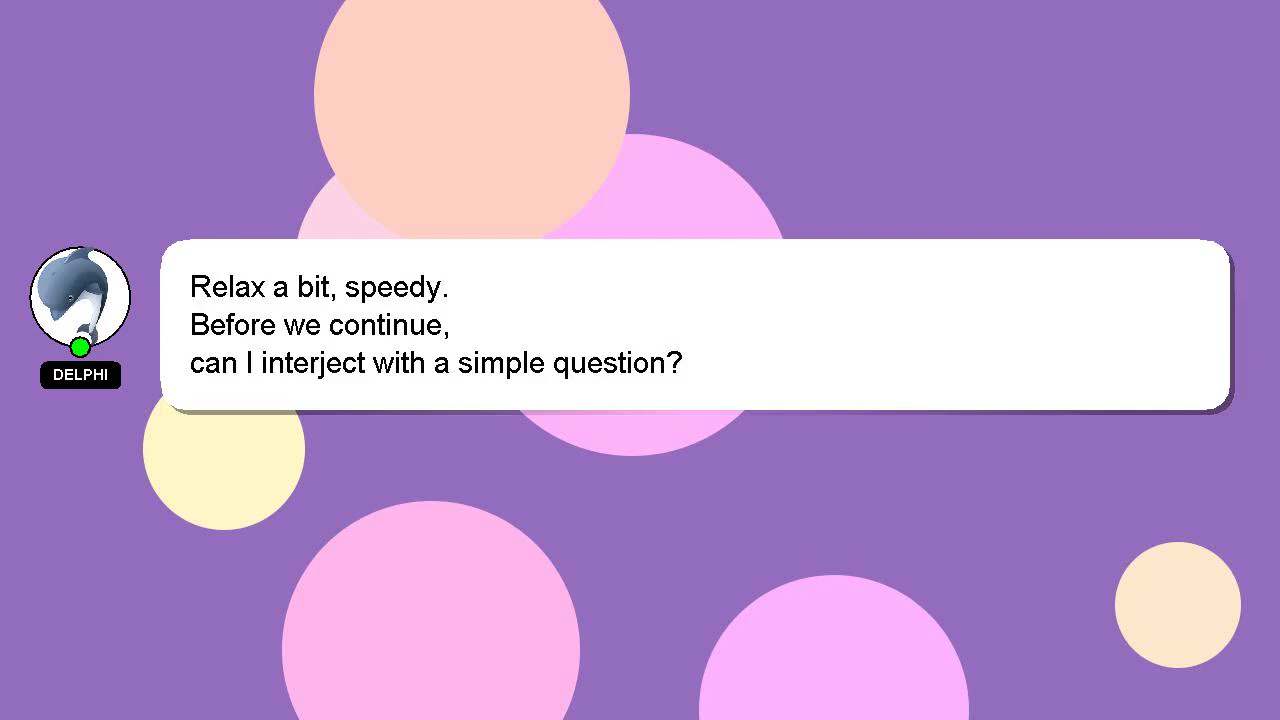 Relax a bit, speedy.
Before we continue,
can I interject with a simple question?
DELPHI